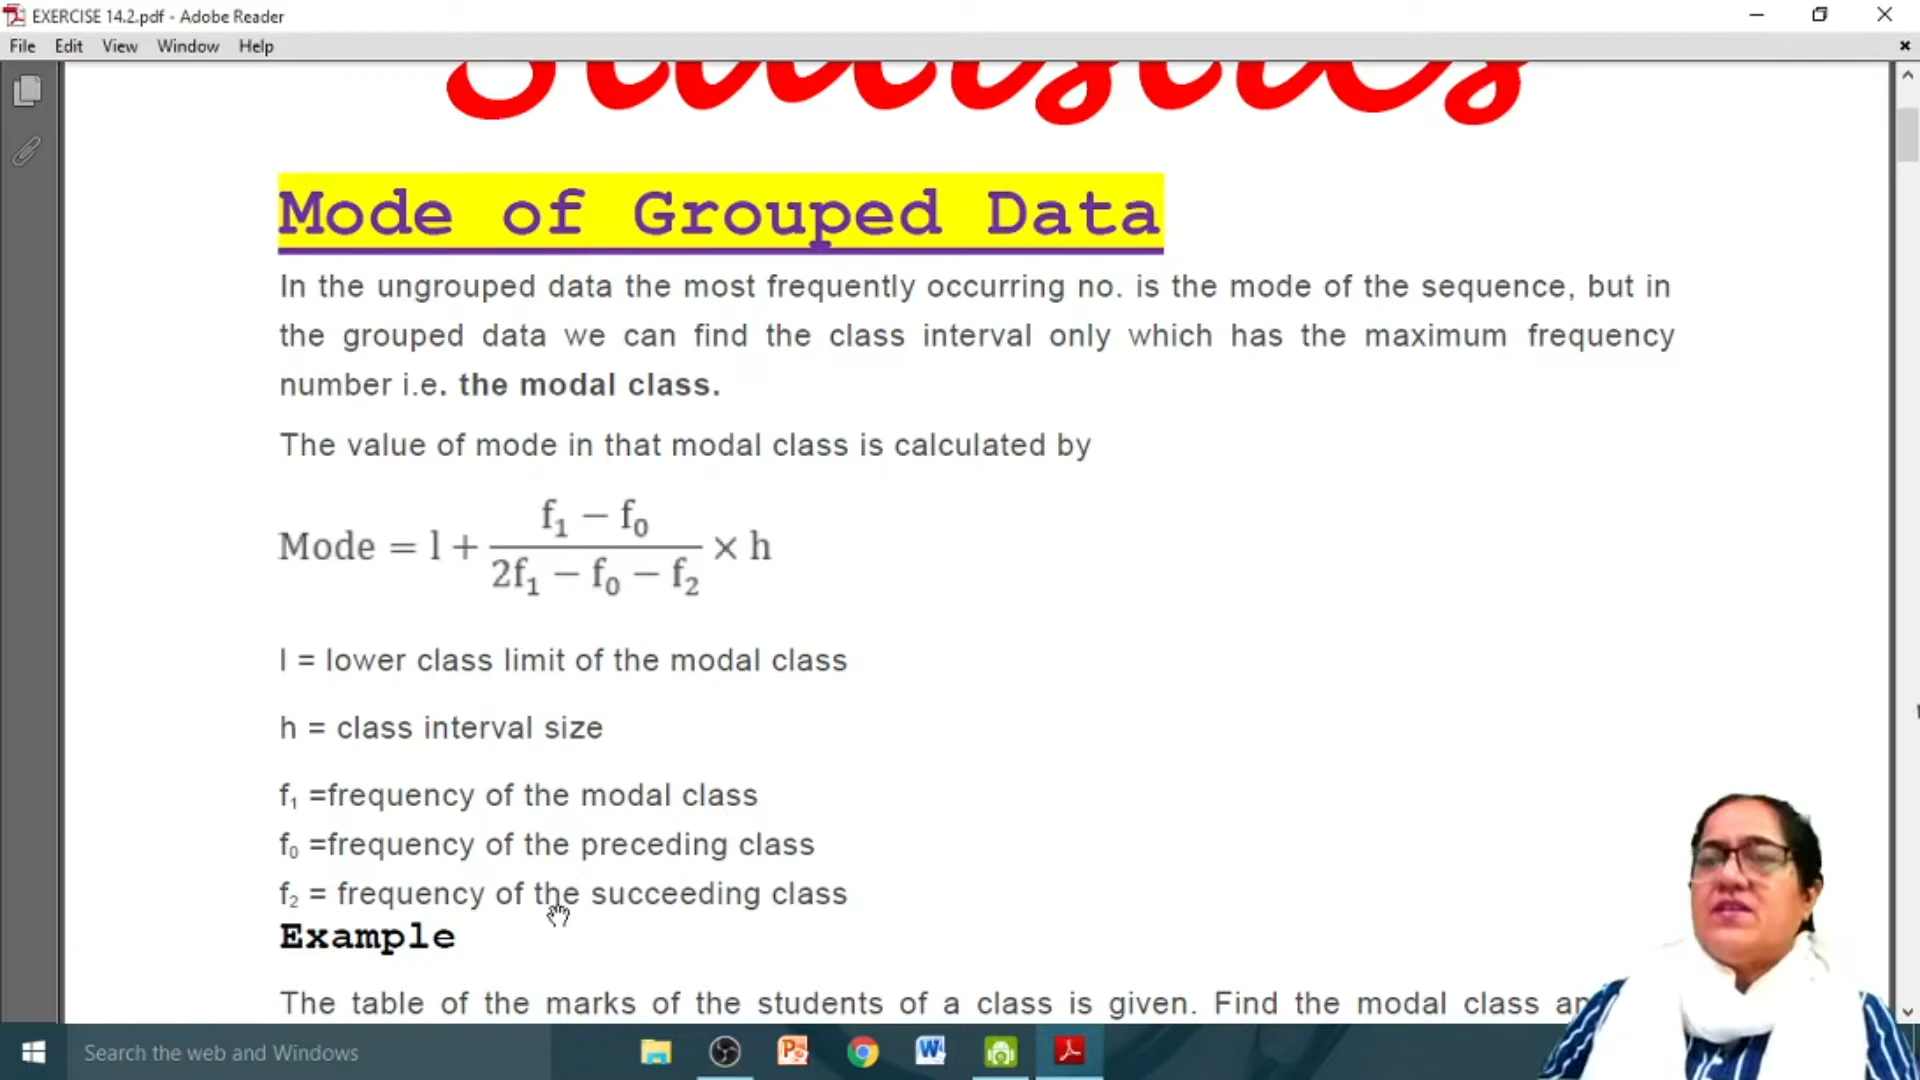 EXERCISE 14.2.pdf - Adobe Reader
File Edit View Window Help
Statistics
Mode of Grouped Data
In the ungrouped data the most frequently occurring no. is the mode of the sequence, but in
the grouped data we can find the class interval only which has the maximum frequency
number i.e. the modal class.
The value of mode in that modal class is calculated by
Mode = l + (f₁ − f₀)/(2f₁ − f₀ − f₂) × h
l = lower class limit of the modal class
h = class interval size
f₁ =frequency of the modal class
f₀ =frequency of the preceding class
f₂ = frequency of the succeeding class
Example
The table of the marks of the students of a class is given. Find the modal class
Search the web and Windows